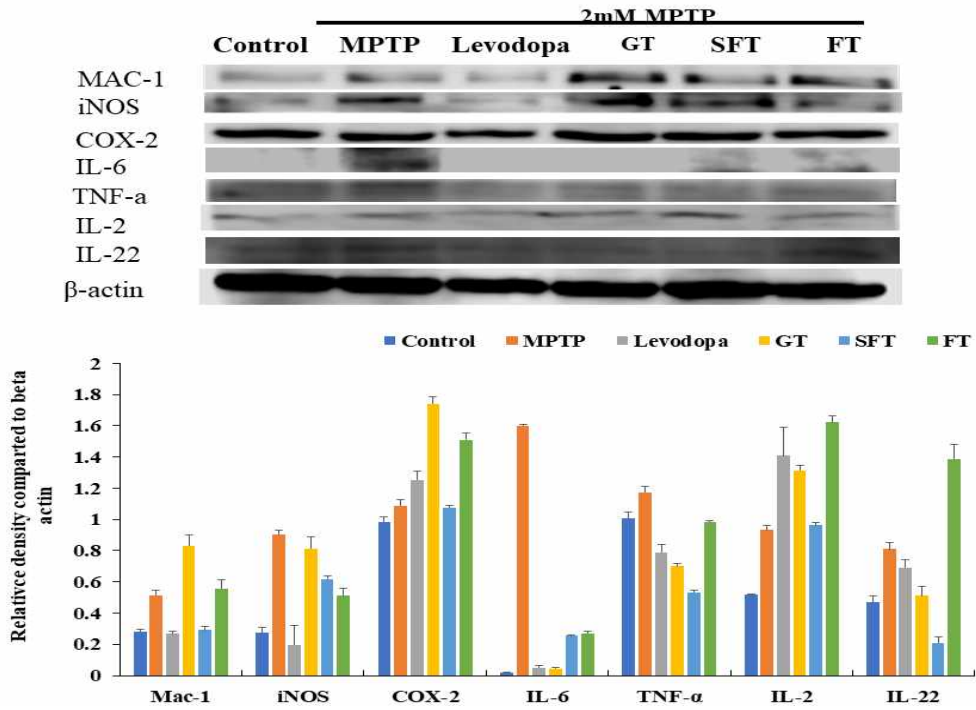 2mM MPTP
Control MPTP Levodopa GT SFT FT
MAC-1
iNOS
COX-2
IL-6
TNF-a
IL-2
IL-22
β-actin
Control MPTP Levodopa GT SFT FT
Relativce density comparted to beta
actin
2
1.8
1.6
1.4
1.2
1
0.8
0.6
0.4
0.2
0
Mac-1 iNOS COX-2 IL-6 TNF-α IL-2 IL-22